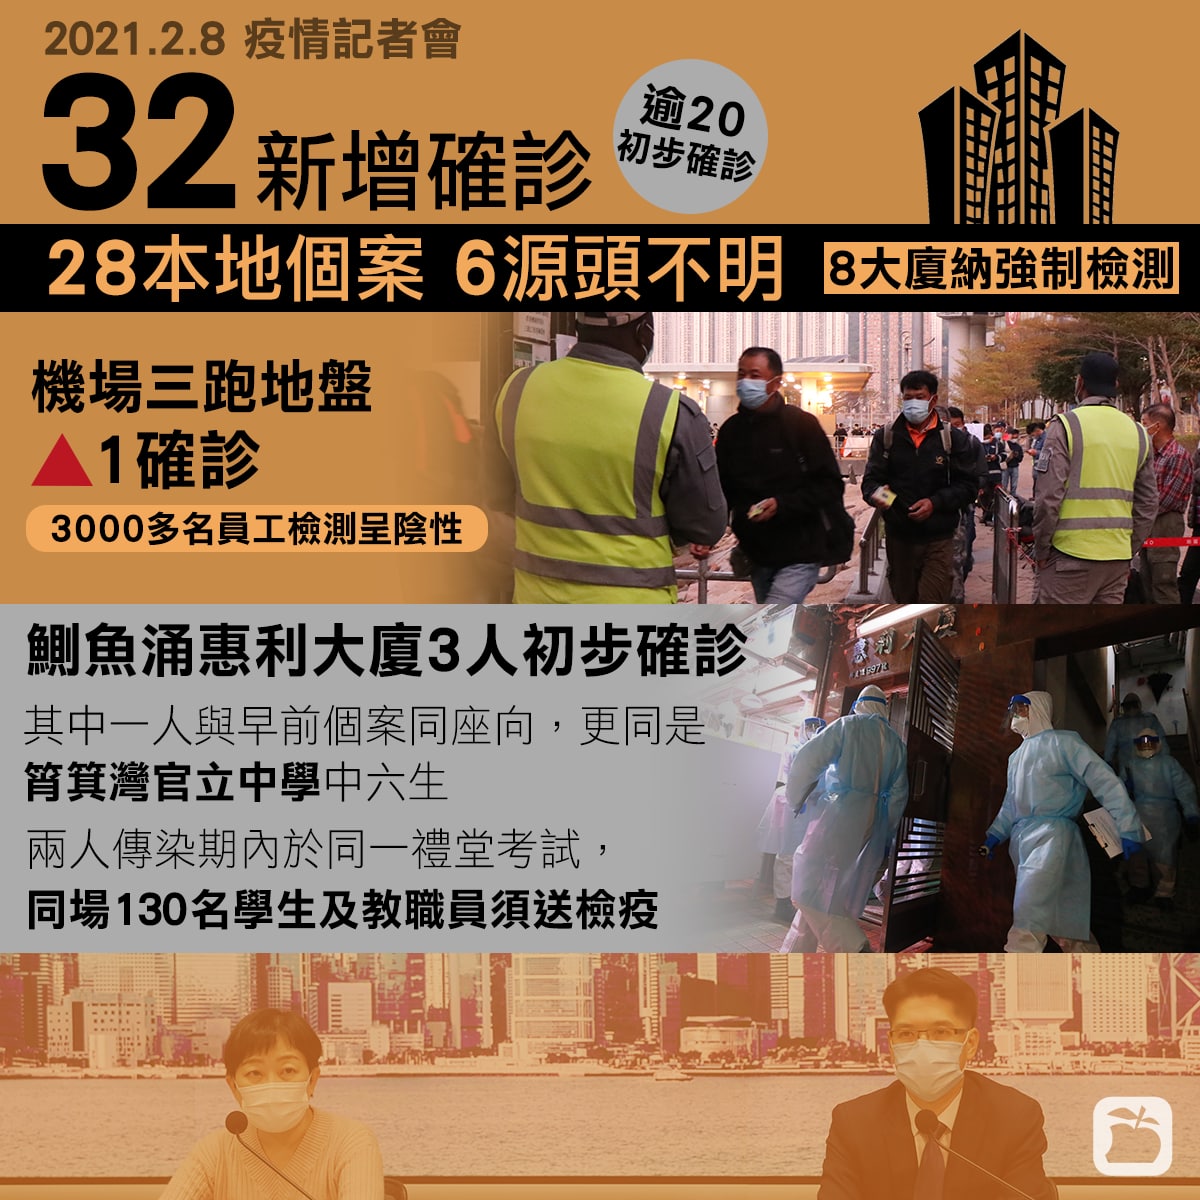 2021.2.8 疫情記者會
32新增確診
逾20
初步確診
28本地個案 6源頭不明
8大廈納強制檢測
機場三跑地盤
▲1確診
3000多名員工檢測呈陰性
鰂魚涌惠利大廈3人初步確診
惠利大廈
其中一人與早前個案同座向，更同是
筲箕灣官立中學中六生
兩人傳染期內於同一禮堂考試，
同場130名學生及教職員須送檢疫